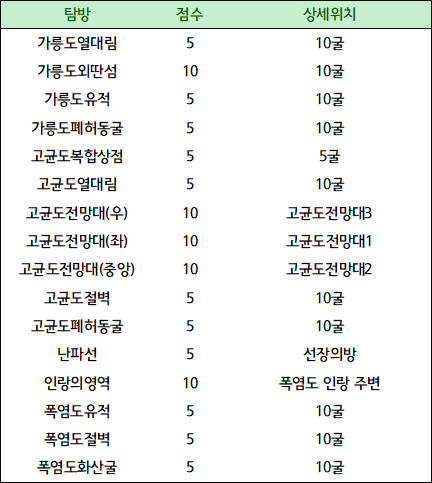 탐방 점수 상세위치
가릉도열대림 5 10굴
가릉도외딴섬 10 10굴
가릉도유적 5 10굴
가릉도폐허동굴 5 10굴
고균도복합상점 5 5굴
고균도열대림 5 10굴
고균도전망대(우) 10 고균도전망대3
고균도전망대(좌) 10 고균도전망대1
고균도전망대(중앙) 10 고균도전망대2
고균도절벽 5 10굴
고균도폐허동굴 5 10굴
난파선 5 선장의방
인랑의영역 10 폭염도 인랑 주변
폭염도유적 5 10굴
폭염도절벽 5 10굴
폭염도화산굴 5 10굴